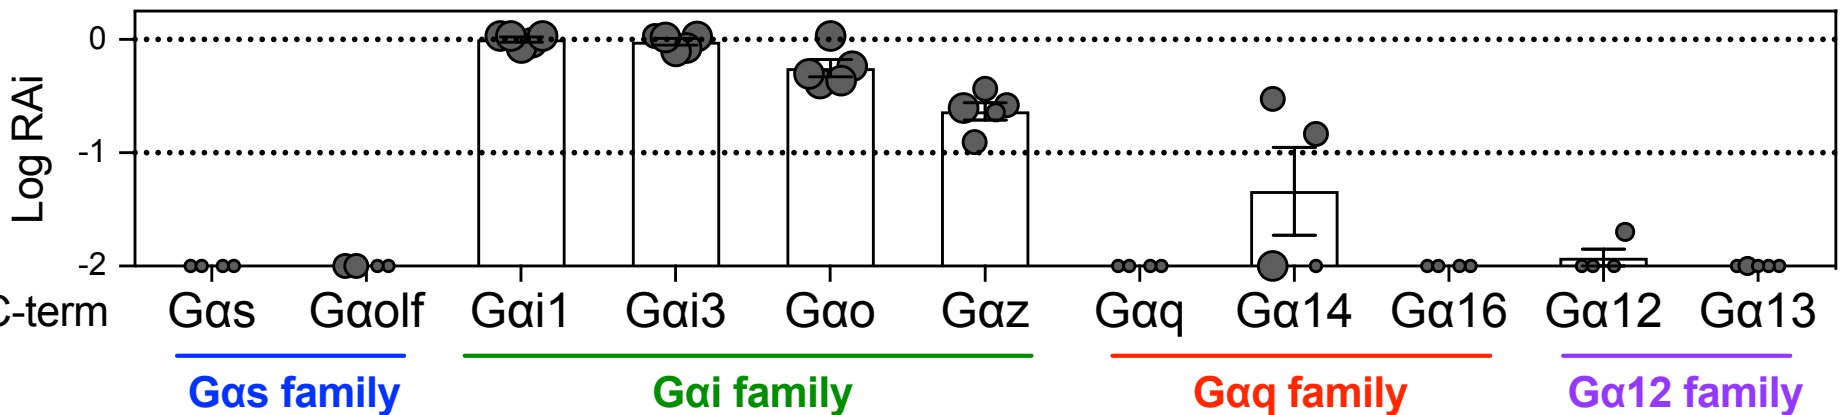 Log RAi
0
-1
-2
C-term Gαs Gαolf Gαi1 Gαi3 Gαo Gαz Gαq Gα14 Gα16 Gα12 Gα13
Gαs family Gαi family Gαq family Gα12 family